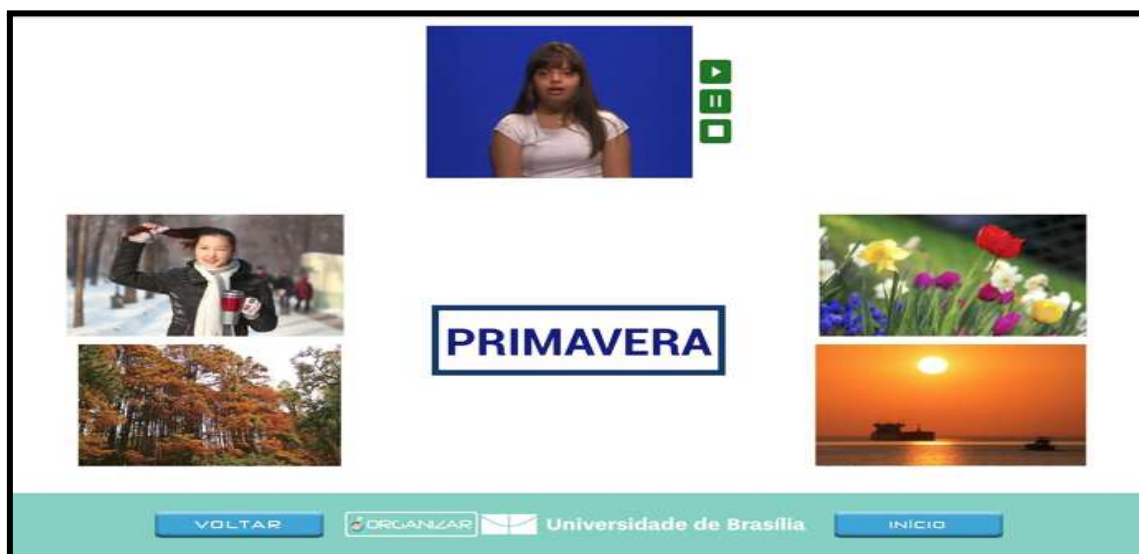 PRIMAVERA
VOLTAR
ORGANIZAR
Universidade de Brasília
INÍCIO